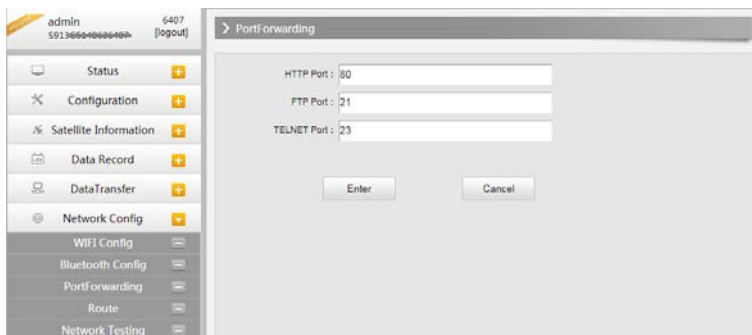 admin 6407
[logout]
Status
Configuration
Satellite Information
Data Record
DataTransfer
Network Config
WIFI Config
Bluetooth Config
PortForwarding
Route
Network Testing
PortForwarding
HTTP Port : 80
FTP Port : 21
TELNET Port : 23
Enter Cancel